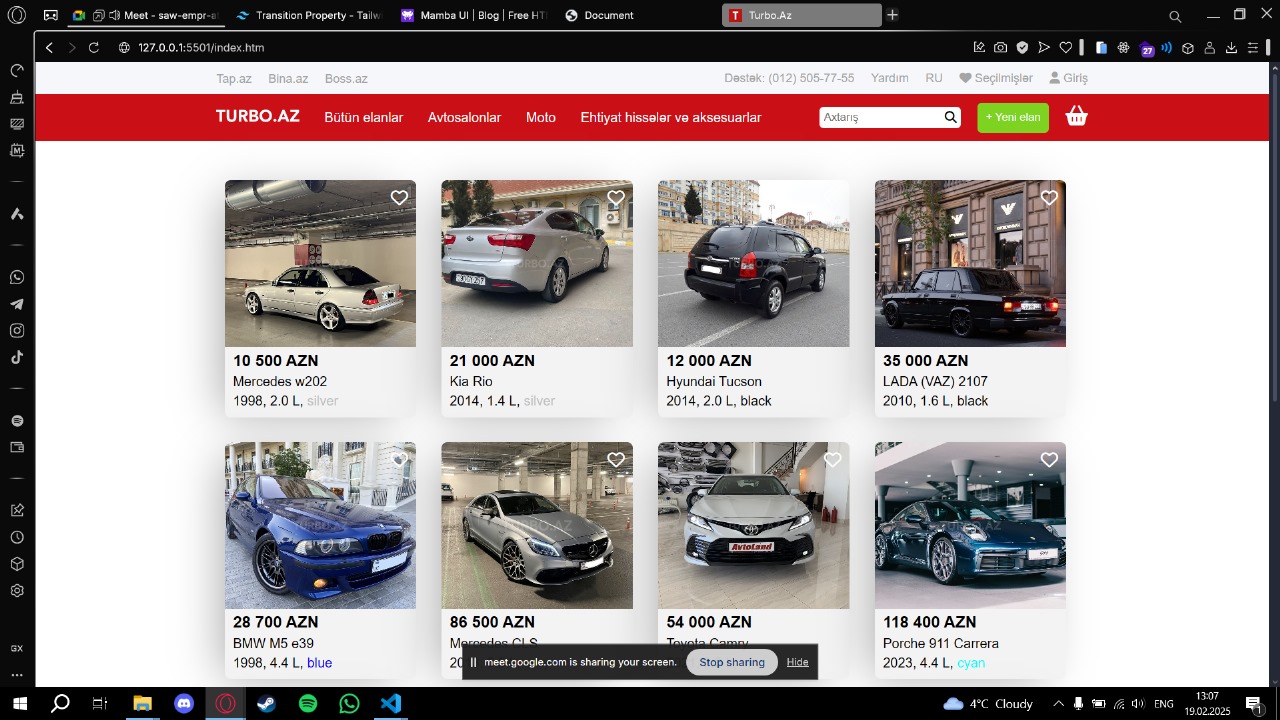 Meet - saw-empr-a
Transition Property - Tailw
Mamba UI | Blog | Free HT
Document
Turbo.Az
127.0.0.1:5501/index.htm
27
Tap.az Bina.az Boss.az Dəstək: (012) 505-77-55 Yardım RU Seçilmişlər Giriş
TURBO.AZ Bütün elanlar Avtosalonlar Moto Ehtiyat hissələr və aksesuarlar Axtarış + Yeni elan
10 500 AZN
Mercedes w202
1998, 2.0 L, silver
21 000 AZN
Kia Rio
2014, 1.4 L, silver
12 000 AZN
Hyundai Tucson
2014, 2.0 L, black
35 000 AZN
LADA (VAZ) 2107
2010, 1.6 L, black
TURBO.AZ
AvtoLand
28 700 AZN
BMW M5 e39
1998, 4.4 L, blue
86 500 AZN
Mercedes CLS
20
54 000 AZN
Toyota Camry
118 400 AZN
Porche 911 Carrera
2023, 4.4 L, cyan
meet.google.com is sharing your screen. Stop sharing Hide
GX
4°C Cloudy
ENG
13:07
19.02.2025
1